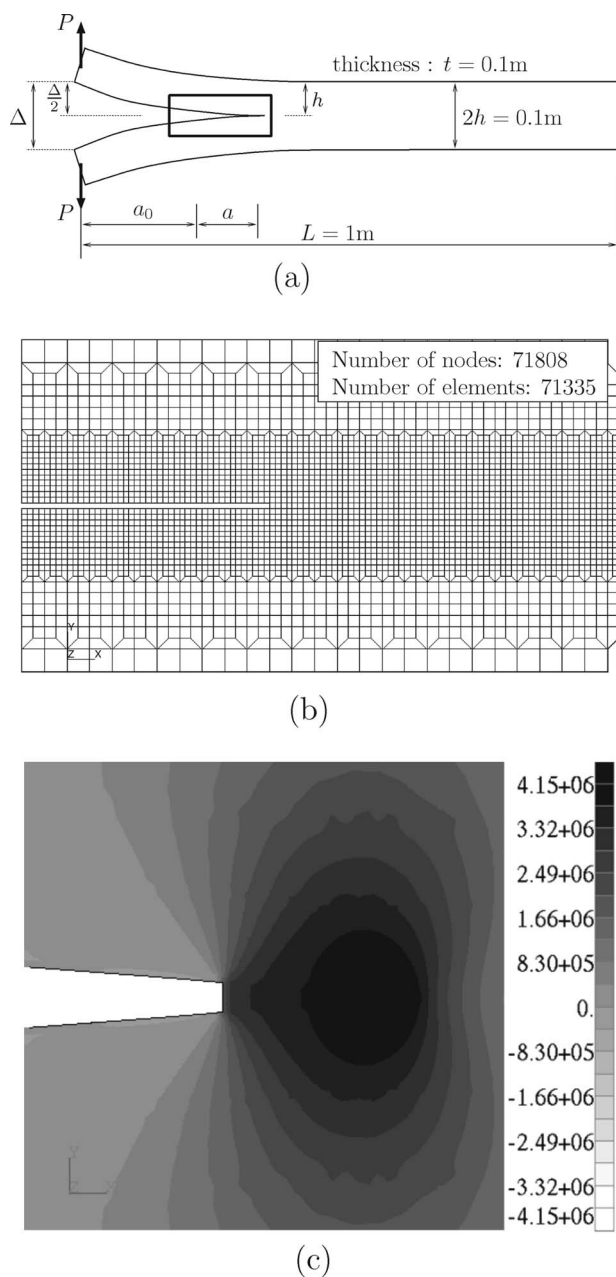 P
thickness : t = 0.1m
Δ
Δ/2
h
2h = 0.1m
P
a₀
a
L = 1m
(a)
Number of nodes: 71808
Number of elements: 71335
Y
Z X
(b)
4.15+06
3.32+06
2.49+06
1.66+06
8.30+05
0.
-8.30+05
-1.66+06
-2.49+06
-3.32+06
-4.15+06
Y
Z X
(c)